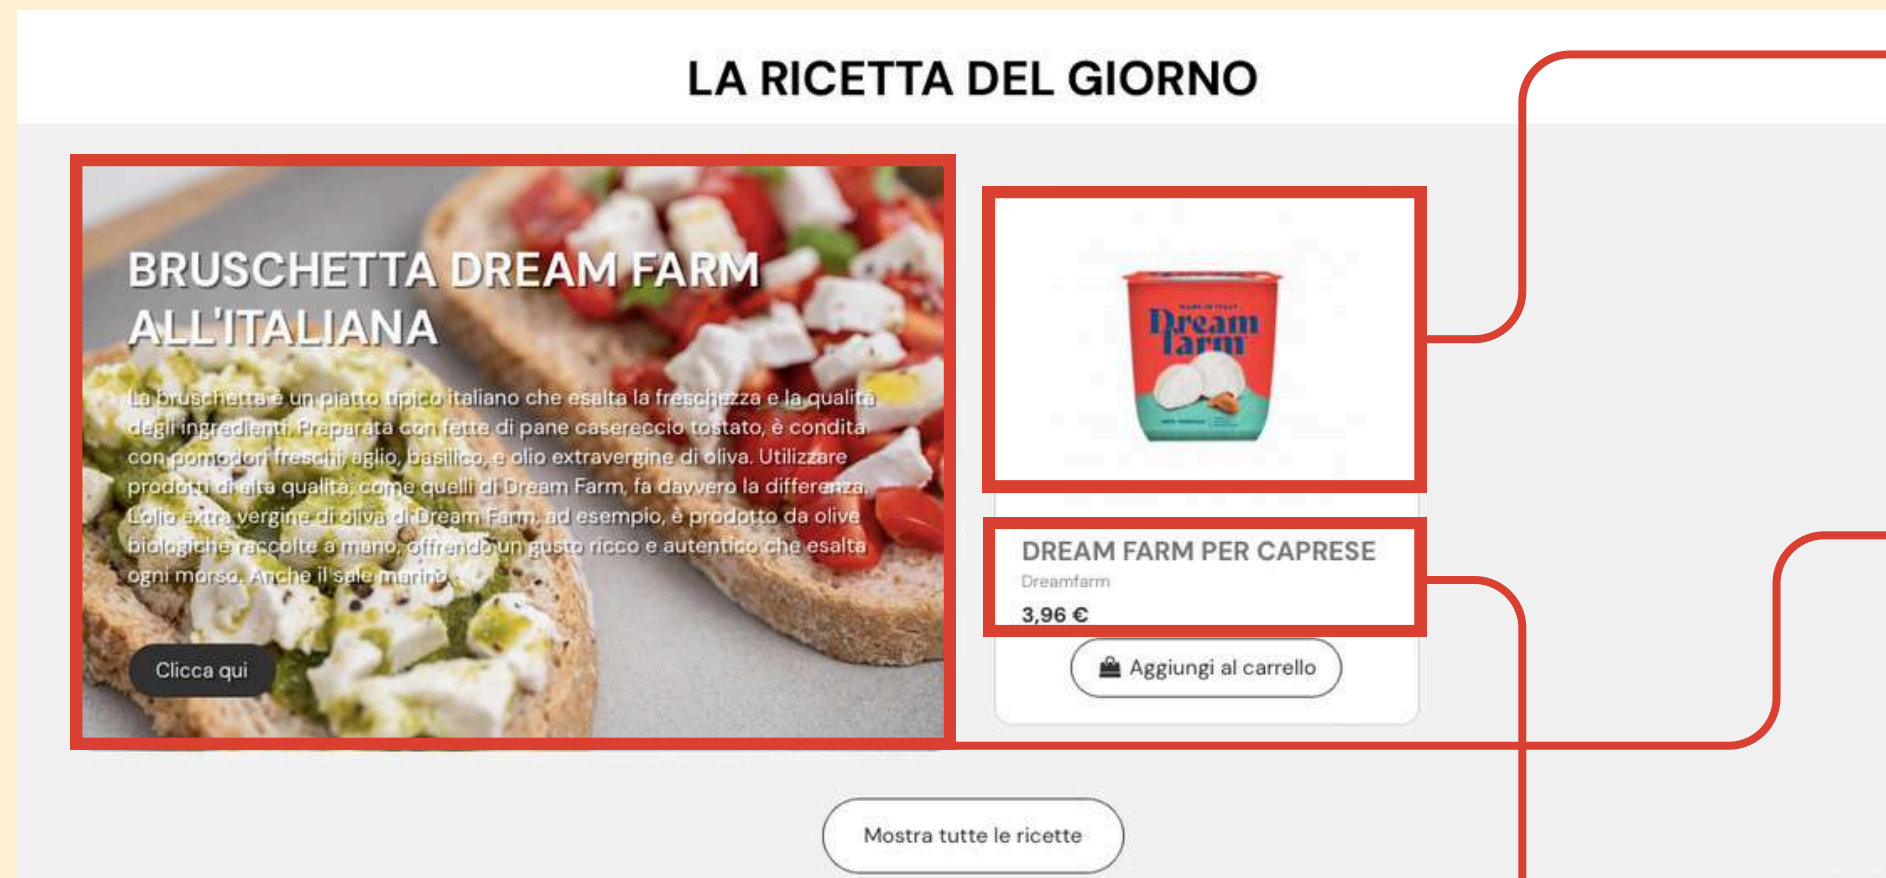 LA RICETTA DEL GIORNO
BRUSCHETTA DREAM FARM
ALL'ITALIANA
La bruschetta è un piatto tipico italiano che esalta la freschezza e la qualità
degli ingredienti. Preparata con fette di pane casereccio tostato, è condita
con pomodori freschi, aglio, basilico, e olio extravergine di oliva. Utilizzare
prodotti di alta qualità, come quelli di Dream Farm, fa davvero la differenza.
L'olio extra vergine di oliva di Dream Farm, ad esempio, è prodotto da olive
biologiche raccolte a mano, offrendo un gusto ricco e autentico che esalta
ogni morso. Anche il sale marino
Clicca qui
MADE IN ITALY
Dream
farm
DREAM FARM PER CAPRESE
Dreamfarm
3,96 €
Aggiungi al carrello
Mostra tutte le ricette